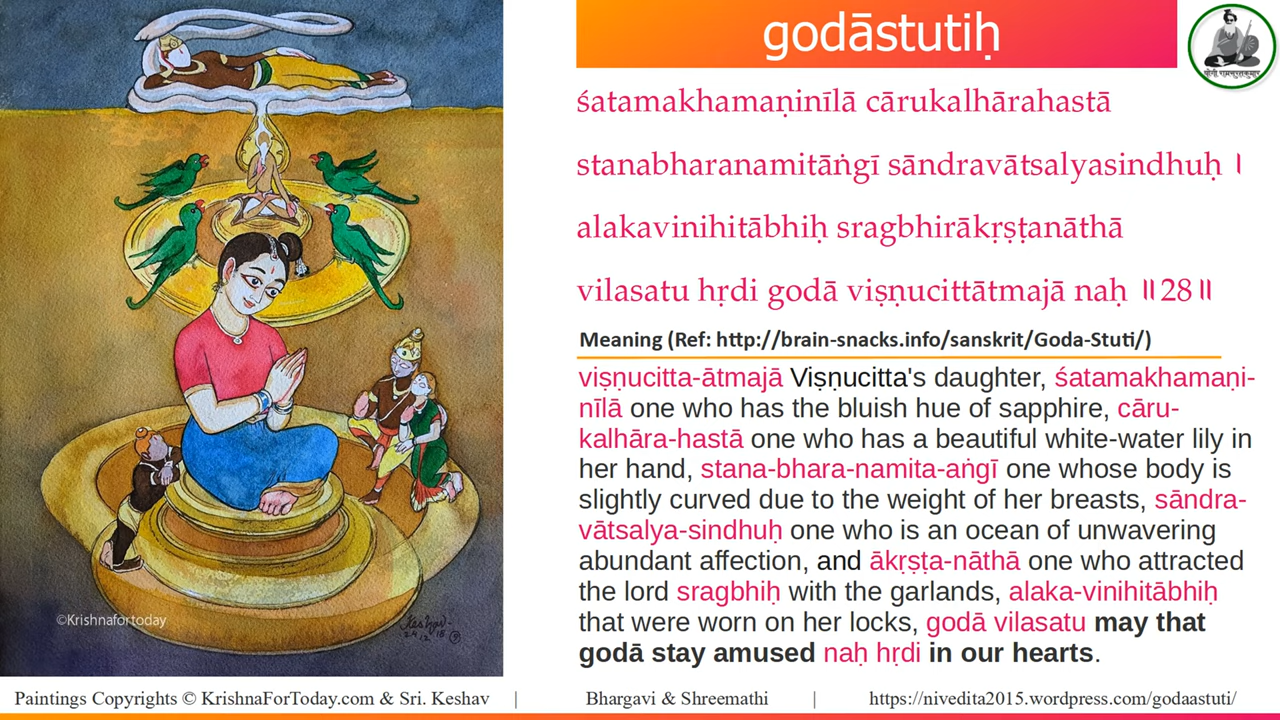 godāstutiḥ
योगी रामसुरतकुमार
śatamakhamaṇinīlā cārukalhārahastā
stanabharanamitāṅgī sāndravātsalyasindhuḥ ।
alakavinihitābhiḥ sragbhirākṛṣṭanāthā
vilasatu hṛdi godā viṣṇucittātmajā naḥ ॥28॥
Meaning (Ref: http://brain-snacks.info/sanskrit/Goda-Stuti/)
viṣṇucitta-ātmajā Viṣṇucitta's daughter, śatamakhamaṇi-
nīlā one who has the bluish hue of sapphire, cāru-
kalhāra-hastā one who has a beautiful white-water lily in
her hand, stana-bhara-namita-aṅgī one whose body is
slightly curved due to the weight of her breasts, sāndra-
vātsalya-sindhuḥ one who is an ocean of unwavering
abundant affection, and ākṛṣṭa-nāthā one who attracted
the lord sragbhiḥ with the garlands, alaka-vinihitābhiḥ
that were worn on her locks, godā vilasatu may that
godā stay amused naḥ hṛdi in our hearts.
©Krishnafortoday
Keshav
24 12 18
Paintings Copyrights © KrishnaForToday.com & Sri. Keshav | Bhargavi & Shreemathi | https://nivedita2015.wordpress.com/godaastuti/